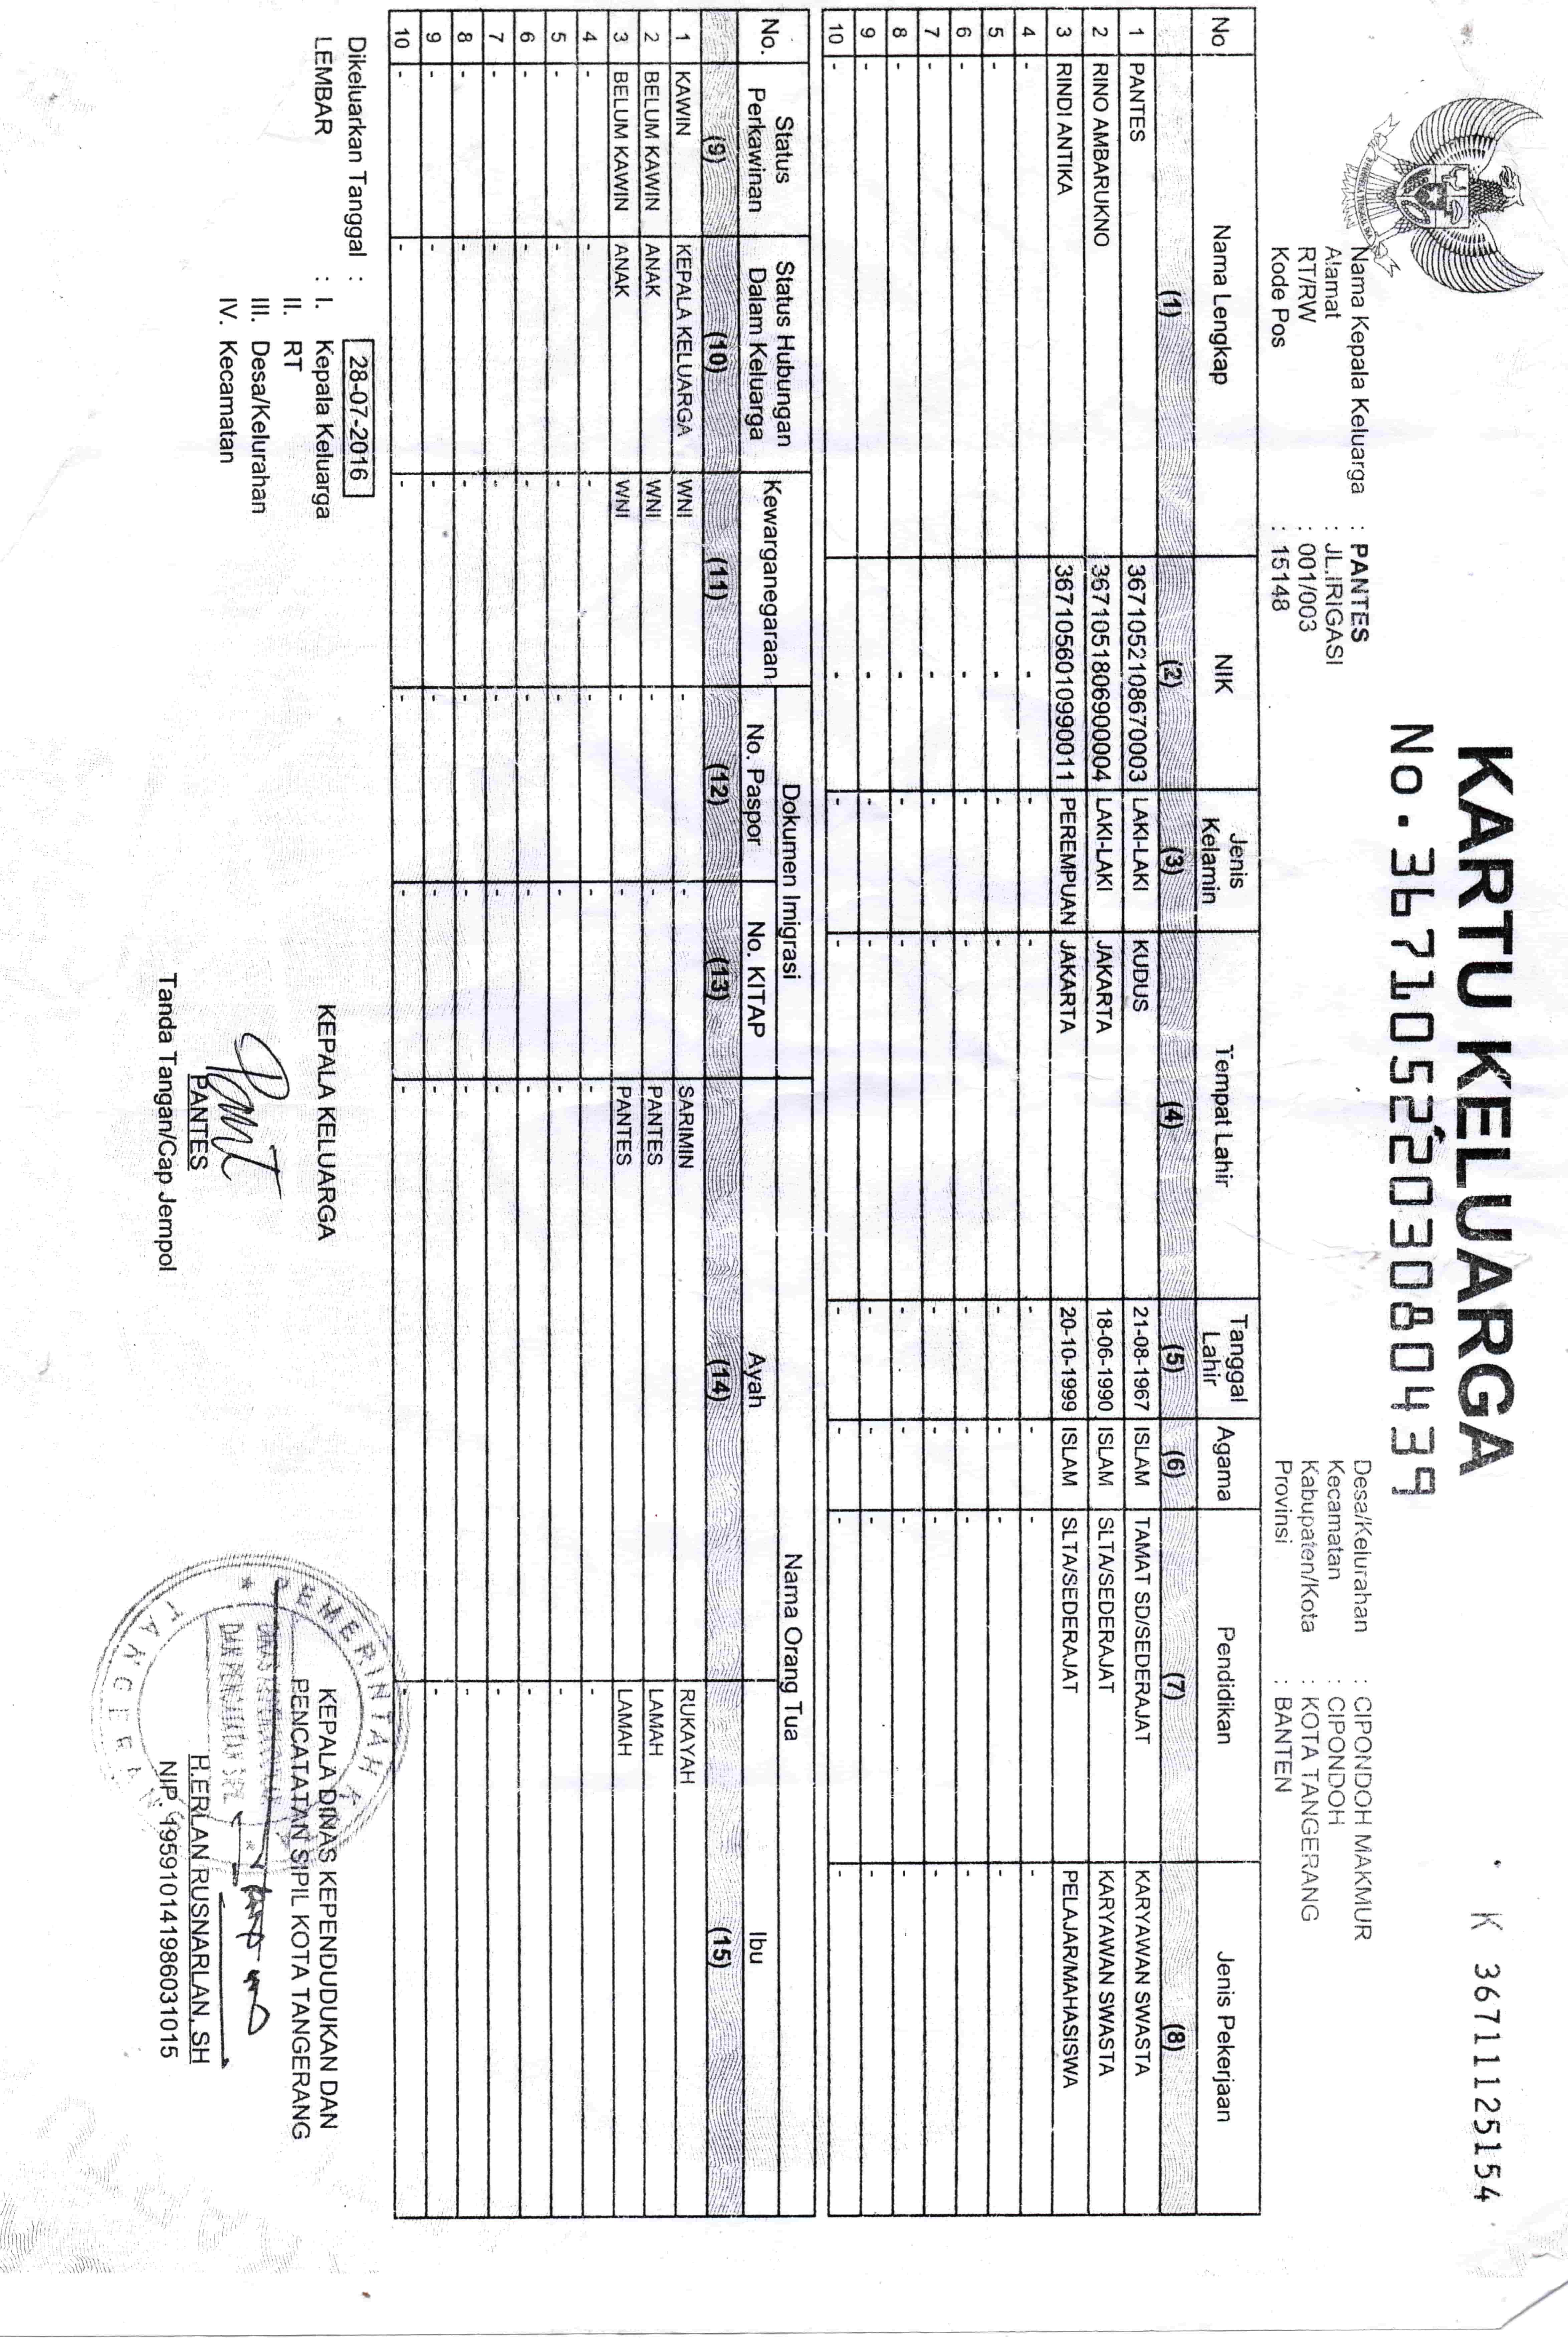 KARTU KELUARGA
No. 3671052203080439
K 36711125154
Nama Kepala Keluarga : PANTES
Alamat : JL.IRIGASI
RT/RW : 001/003
Kode Pos : 15148
Desa/Kelurahan : CIPONDOH MAKMUR
Kecamatan : CIPONDOH
Kabupaten/Kota : KOTA TANGERANG
Provinsi : BANTEN
No Nama Lengkap NIK Jenis Kelamin Tempat Lahir Tanggal Lahir Agama Pendidikan Jenis Pekerjaan
(1) (2) (3) (4) (5) (6) (7) (8)
1 PANTES 3671052108670003 LAKI-LAKI KUDUS 21-08-1967 ISLAM TAMAT SD/SEDERAJAT KARYAWAN SWASTA
2 RINO AMBARUKNO 3671051806900004 LAKI-LAKI JAKARTA 18-06-1990 ISLAM SLTA/SEDERAJAT KARYAWAN SWASTA
3 RINDI ANTIKA 3671056010990011 PEREMPUAN JAKARTA 20-10-1999 ISLAM SLTA/SEDERAJAT PELAJAR/MAHASISWA
4 - - - - - - - -
5 - - - - - - - -
6 - - - - - - - -
7 - - - - - - - -
8 - - - - - - - -
9 - - - - - - - -
10 - - - - - - - -
No. Status Perkawinan Status Hubungan Dalam Keluarga Kewarganegaraan Dokumen Imigrasi Nama Orang Tua
No. Paspor No. KITAP Ayah Ibu
(9) (10) (11) (12) (13) (14) (15)
1 KAWIN KEPALA KELUARGA WNI - - SARIMIN RUKAYAH
2 BELUM KAWIN ANAK WNI - - PANTES LAMAH
3 BELUM KAWIN ANAK WNI - - PANTES LAMAH
4 - - - - - - -
5 - - - - - - -
6 - - - - - - -
7 - - - - - - -
8 - - - - - - -
9 - - - - - - -
10 - - - - - - -
Dikeluarkan Tanggal : 28-07-2016
LEMBAR : I. Kepala Keluarga
II. RT
III. Desa/Kelurahan
IV. Kecamatan
KEPALA KELUARGA
PANTES
Tanda Tangan/Cap Jempol
KEPALA DINAS KEPENDUDUKAN DAN
PENCATATAN SIPIL KOTA TANGERANG
H.ERLAN RUSNARLAN, SH
NIP. 195910141986031015
PEMERINTAH
TANGERANG
DAN PENCATATAN SIPIL